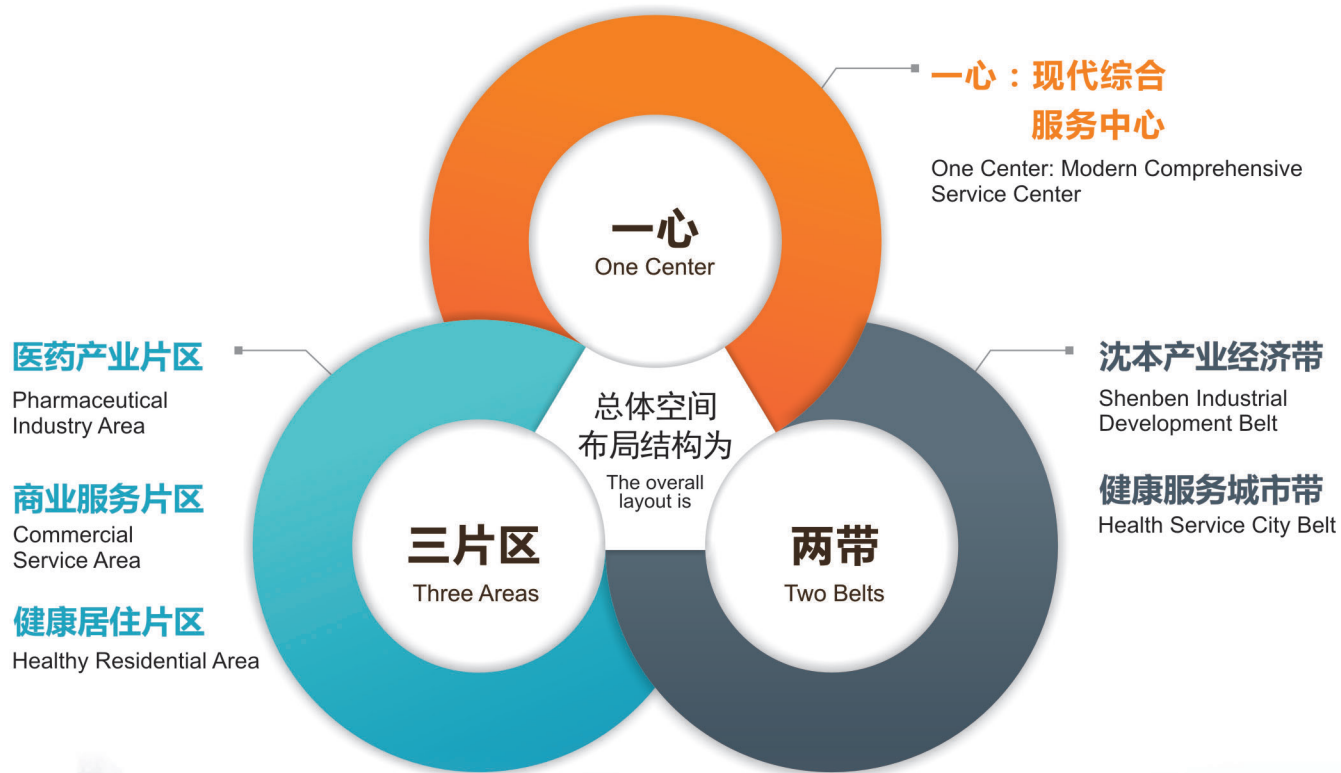 一心：现代综合
服务中心
One Center: Modern Comprehensive
Service Center
一心
One Center
医药产业片区
Pharmaceutical
Industry Area
商业服务片区
Commercial
Service Area
健康居住片区
Healthy Residential Area
总体空间
布局结构为
The overall
layout is
三片区
Three Areas
两带
Two Belts
沈本产业经济带
Shenben Industrial
Development Belt
健康服务城市带
Health Service City Belt